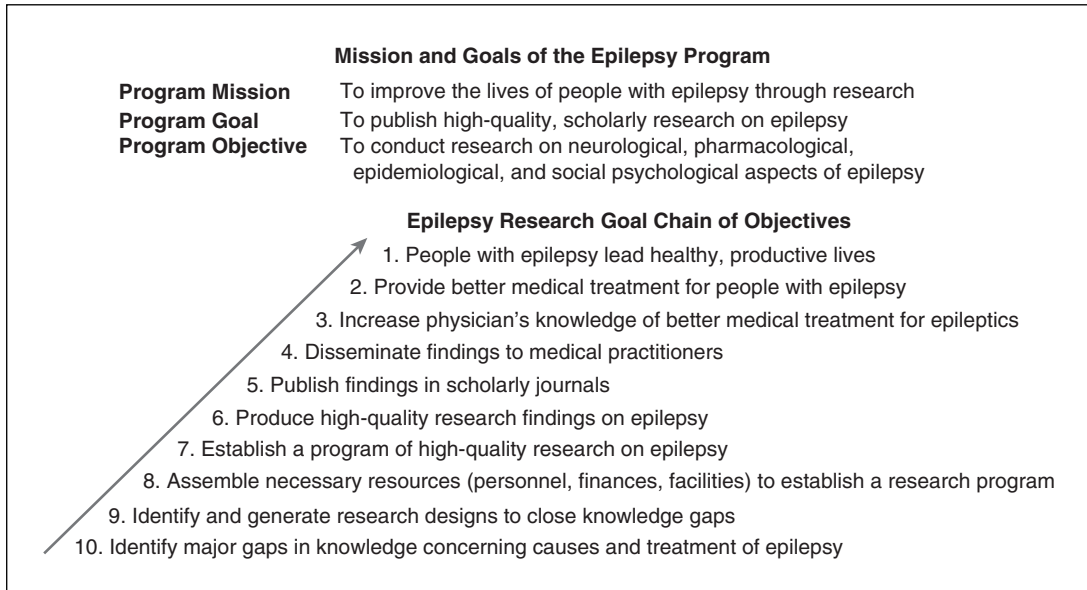 Mission and Goals of the Epilepsy Program
Program Mission To improve the lives of people with epilepsy through research
Program Goal To publish high-quality, scholarly research on epilepsy
Program Objective To conduct research on neurological, pharmacological,
epidemiological, and social psychological aspects of epilepsy
Epilepsy Research Goal Chain of Objectives
1. People with epilepsy lead healthy, productive lives
2. Provide better medical treatment for people with epilepsy
3. Increase physician’s knowledge of better medical treatment for epileptics
4. Disseminate findings to medical practitioners
5. Publish findings in scholarly journals
6. Produce high-quality research findings on epilepsy
7. Establish a program of high-quality research on epilepsy
8. Assemble necessary resources (personnel, finances, facilities) to establish a research program
9. Identify and generate research designs to close knowledge gaps
10. Identify major gaps in knowledge concerning causes and treatment of epilepsy